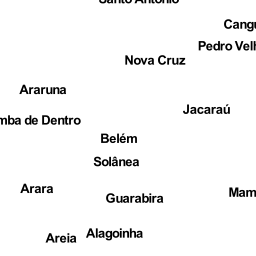 Santo Antônio
Cangu
Pedro Velh
Nova Cruz
Araruna
Jacaraú
mba de Dentro
Belém
Solânea
Arara
Mam
Guarabira
Alagoinha
Areia